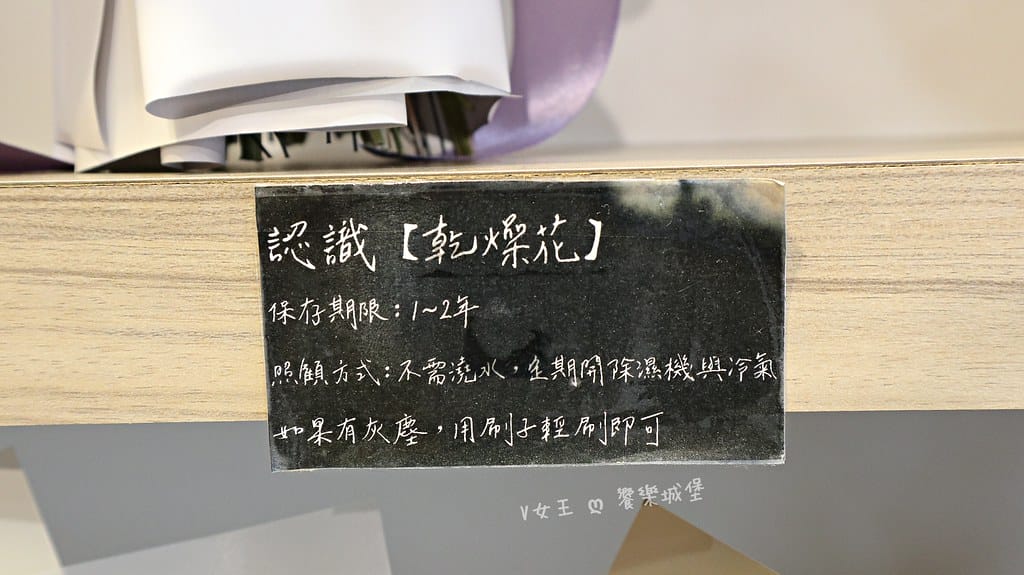 認識【乾燥花】
保存期限：1~2年
照顧方式：不需澆水，定期開除濕機與冷氣
如果有灰塵，用刷子輕刷即可
V女王 ღ 饗樂城堡